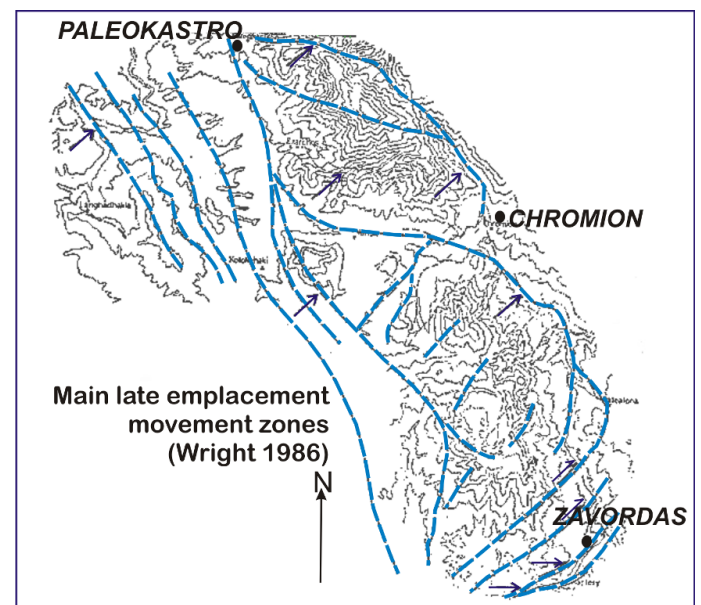 PALEOKASTRO
CHROMION
Main late emplacement
movement zones
(Wright 1986)
N
ZAVORDAS